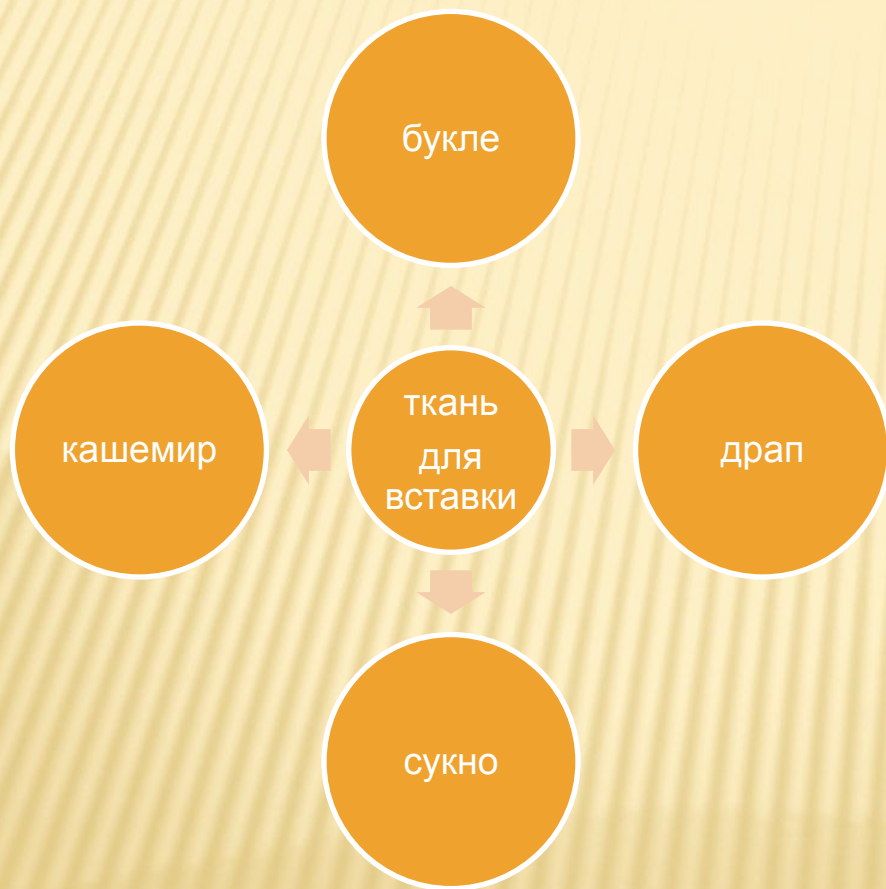 букле
кашемир
ткань
для
вставки
драп
сукно